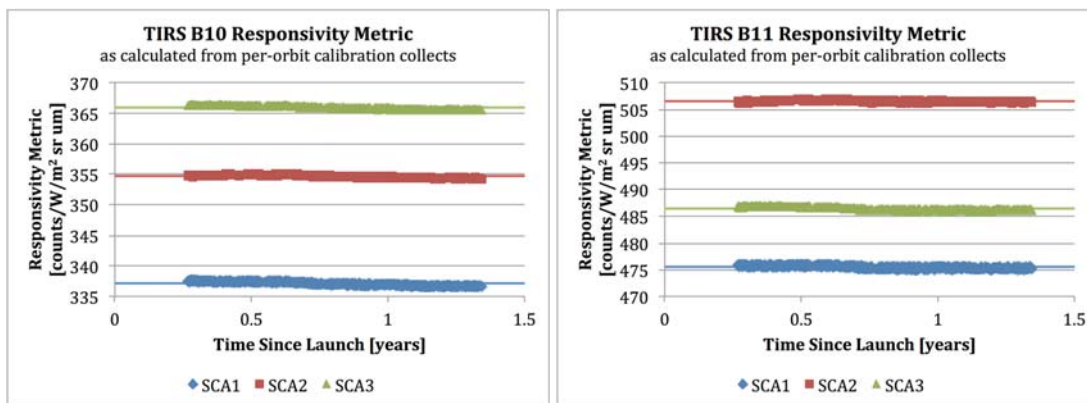 TIRS B10 Responsivity Metric
as calculated from per-orbit calibration collects
Responsivity Metric
[counts/W/m² sr um]
370
365
360
355
350
345
340
335
0
0.5
1
1.5
Time Since Launch [years]
SCA1 SCA2 SCA3
TIRS B11 Responsivilty Metric
as calculated from per-orbit calibration collects
Responsivity Metric
[counts/W/m² sr um]
510
505
500
495
490
485
480
475
470
0
0.5
1
1.5
Time Since Launch [years]
SCA1 SCA2 SCA3